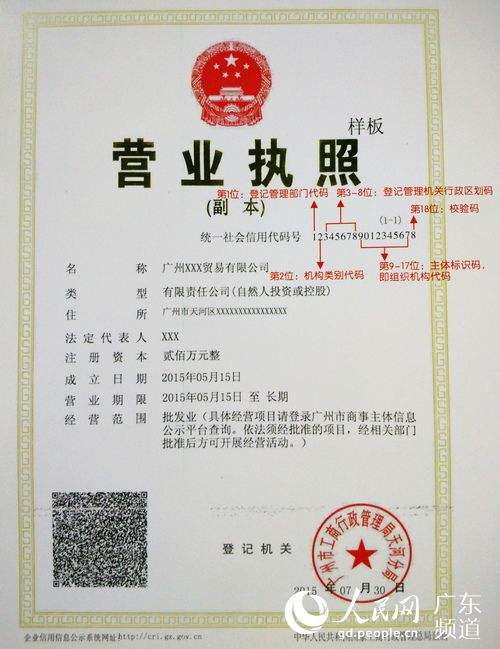 样板
营业执照
第1位：登记管理部门代码
第3-8位：登记管理机关行政区划码
(副 本)
第18位：校验码
(1-1)
统一社会信用代码号 123456789012345678
第2位：机构类别代码
第9-17位：主体标识码，
即组织机构代码
名 称 广州XXX贸易有限公司
类 型 有限责任公司(自然人投资或控股)
住 所 广州市天河区XXXXXXXXXXXXXXXX
法定代表人 XXX
注册资本 贰佰万元整
成立日期 2015年05月15日
营业期限 2015年05月15日 至 长期
经营范围 批发业（具体经营项目请登录广州市商事主体信息
公示平台查询。依法须经批准的项目，经相关部门
批准后方可开展经营活动。）
登记机关
广州市工商行政管理局天河分局
2015 年 07 月 30 日
人民网 广东频道
gd.people.cn
企业信用信息公示系统网址http://cri.gz.gov.cn
中华人民共和国国家工商行政管理总局